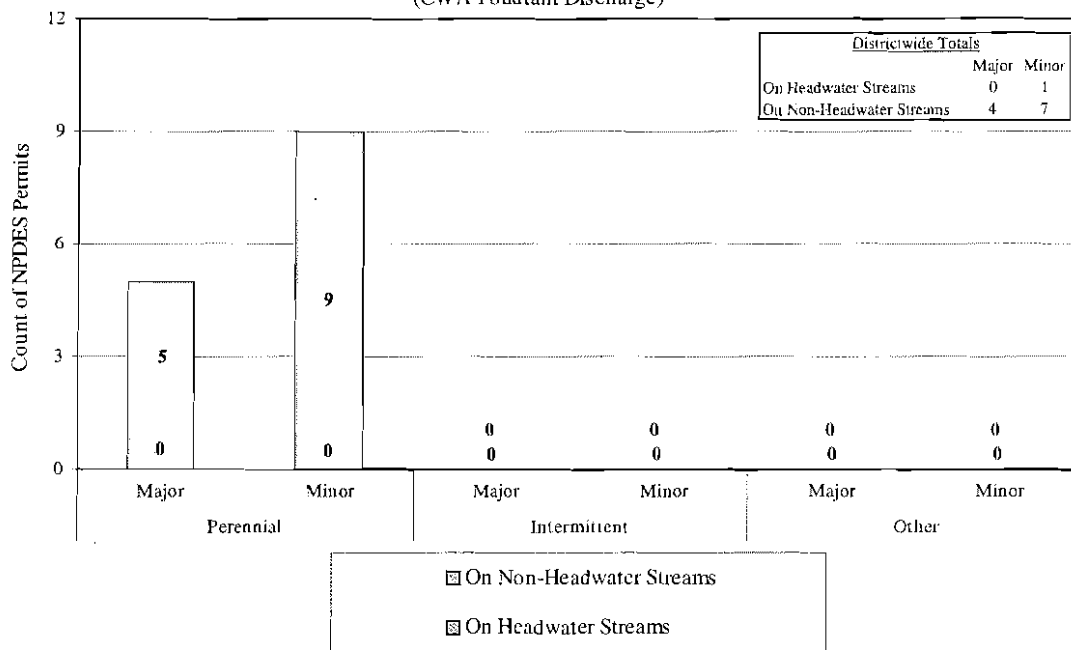 (CWA Pollutant Discharge)
12
9
6
3
0
Count of NPDES Permits
Districtwide Totals
Major Minor
On Headwater Streams 0 1
On Non-Headwater Streams 4 7
5
0
9
0
0
0
0
0
0
0
0
0
Major Minor Major Minor Major Minor
Perennial Intermittent Other
On Non-Headwater Streams
On Headwater Streams